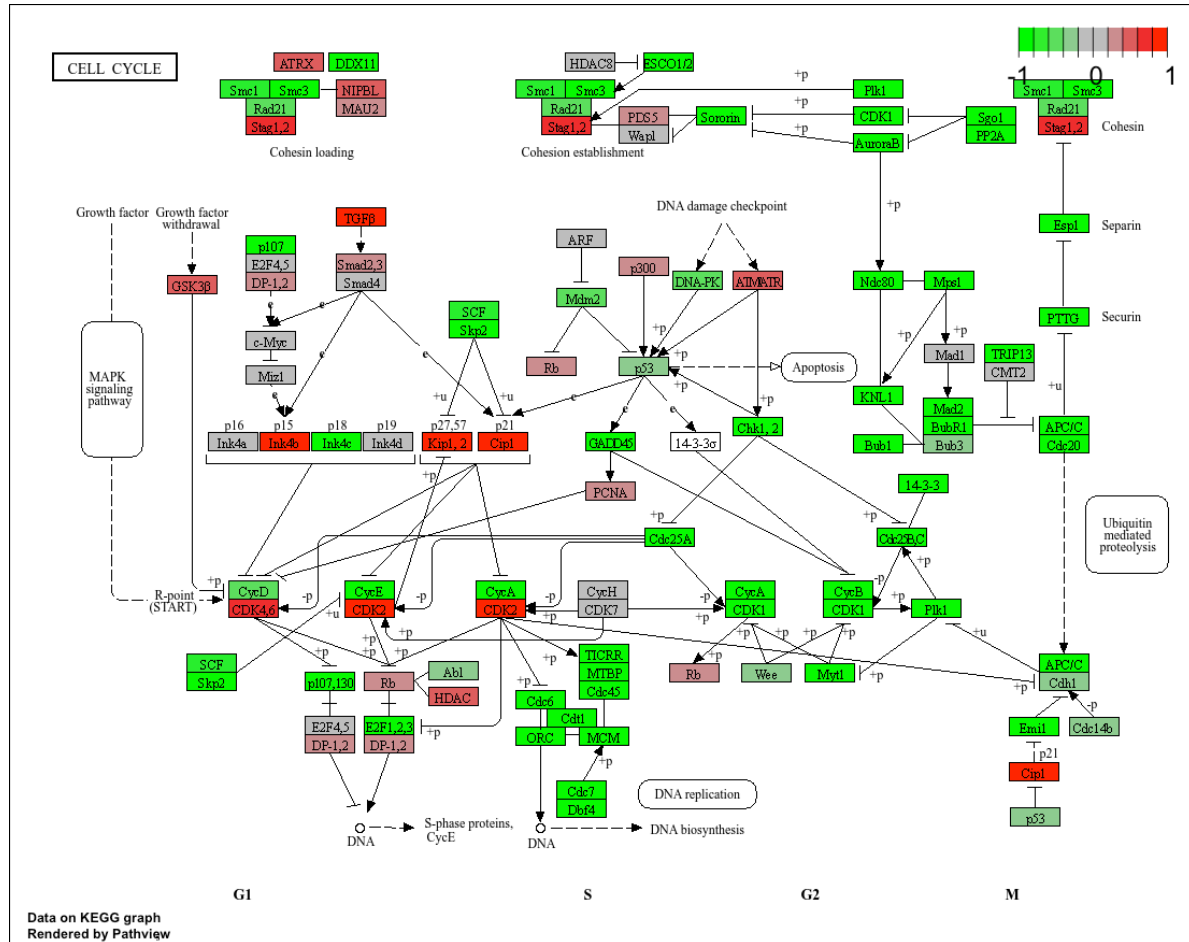 CELL CYCLE
-1 0 1
ATRX
DDX11
Smc1 Smc3
NIPBL
Rad21
MAU2
Stag1,2
Cohesin loading
HDAC8
ESCO1/2
Smc1 Smc3
Rad21
Stag1,2
PDS5
Wapl
Sororin
Cohesion establishment
+p
Plk1
CDK1
+p
AuroraB
Sgo1
PP2A
+p
Smc1 Smc3
Rad21
Stag1,2
Cohesin
Esp1
Separin
PTTG
Securin
+u
Growth factor
Growth factor
withdrawal
GSK3β
MAPK
signaling
pathway
R-point
(START)
TGFβ
p107
E2F4,5
DP-1,2
Smad2,3
Smad4
e
c-Myc
Miz1
e
e
e
SCF
Skp2
+u
+u
p16
Ink4a
p15
Ink4b
p18
Ink4c
p19
Ink4d
p27,57
Kip1, 2
p21
Cip1
DNA damage checkpoint
ARF
p300
DNA-PK
ATMATR
Mdm2
Rb
+p
+p
+p
+p
p53
Apoptosis
e
e
e
GADD45
14-3-3σ
Chk1, 2
PCNA
Ndc80
Mps1
+p
+p
Mad1
TRIP13
CMT2
KNL1
Mad2
BubR1
Bub3
Bub1
APC/C
Cdc20
14-3-3
Cdc25A
+p
Cdc25B,C
+p
+p
Ubiquitin
mediated
proteolysis
+p
+p
CycD
CDK4,6
-p
CycE
CDK2
-p
CycA
CDK2
-p
+p
CycH
CDK7
-p
+p
CycA
CDK1
CycB
CDK1
-p
+p
Plk1
+u
SCF
Skp2
+u
+p
+p
+p
+p
p107,130
Rb
Abl
HDAC
E2F4,5
DP-1,2
E2F1,2,3
DP-1,2
+p
TICRR
MTBP
Cdc45
+p
Cdc6
Cdt1
ORC
MCM
+p
Cdc7
Dbf4
+p
Rb
+p
+p
+p
Wee
Myt1
+p
APC/C
Cdh1
+p
-p
Emi1
Cdc14b
p21
Cip1
p53
DNA
S-phase proteins,
CycE
DNA
DNA replication
DNA biosynthesis
G1 S G2 M
Data on KEGG graph
Rendered by Pathview